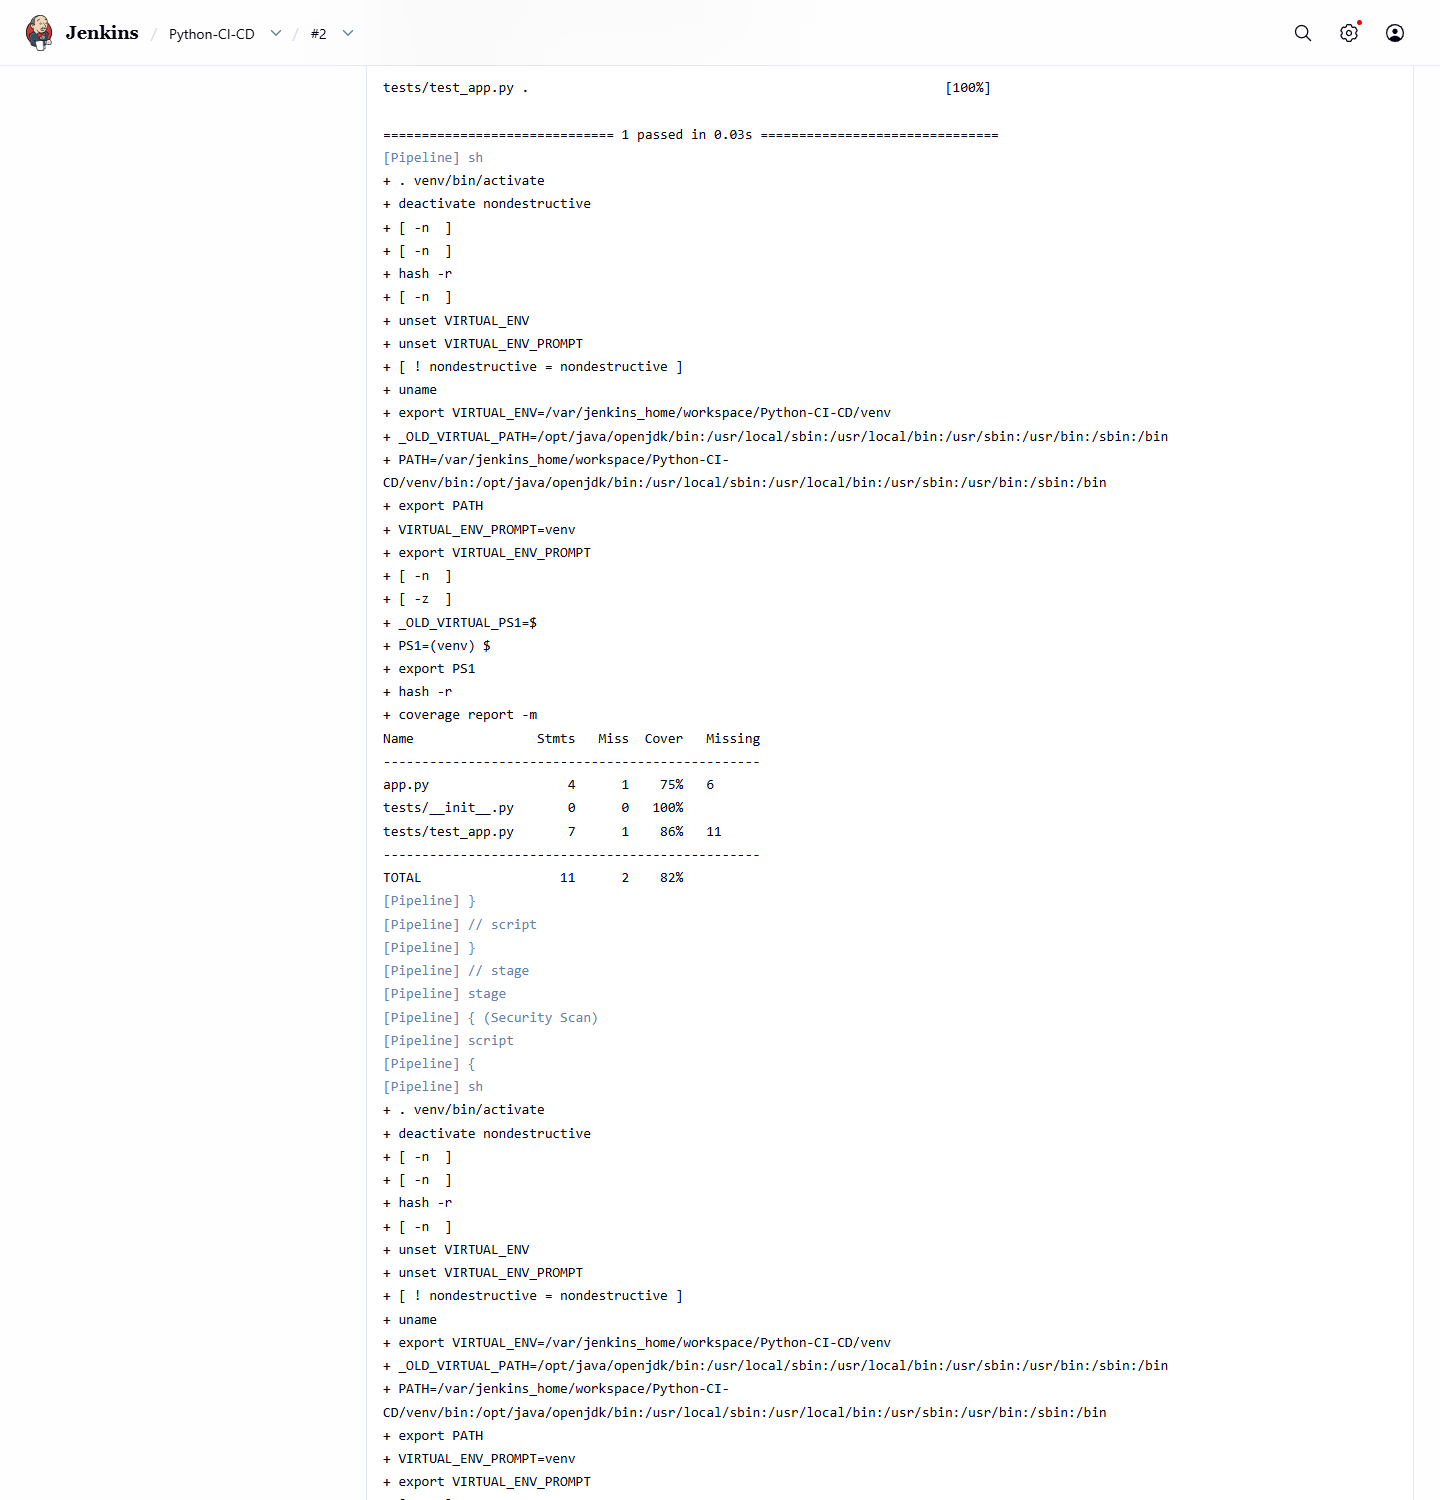 Jenkins / Python-CI-CD / #2
tests/test_app.py . [100%]
============================== 1 passed in 0.03s ===============================
[Pipeline] sh
+ . venv/bin/activate
+ deactivate nondestructive
+ [ -n  ]
+ [ -n  ]
+ hash -r
+ [ -n  ]
+ unset VIRTUAL_ENV
+ unset VIRTUAL_ENV_PROMPT
+ [ ! nondestructive = nondestructive ]
+ uname
+ export VIRTUAL_ENV=/var/jenkins_home/workspace/Python-CI-CD/venv
+ _OLD_VIRTUAL_PATH=/opt/java/openjdk/bin:/usr/local/sbin:/usr/local/bin:/usr/sbin:/usr/bin:/sbin:/bin
+ PATH=/var/jenkins_home/workspace/Python-CI-
CD/venv/bin:/opt/java/openjdk/bin:/usr/local/sbin:/usr/local/bin:/usr/sbin:/usr/bin:/sbin:/bin
+ export PATH
+ VIRTUAL_ENV_PROMPT=venv
+ export VIRTUAL_ENV_PROMPT
+ [ -n  ]
+ [ -z  ]
+ _OLD_VIRTUAL_PS1=$
+ PS1=(venv) $
+ export PS1
+ hash -r
+ coverage report -m
Name                Stmts   Miss  Cover   Missing
-------------------------------------------------
app.py                  4      1    75%   6
tests/__init__.py       0      0   100%
tests/test_app.py       7      1    86%   11
-------------------------------------------------
TOTAL                  11      2    82%
[Pipeline] }
[Pipeline] // script
[Pipeline] }
[Pipeline] // stage
[Pipeline] stage
[Pipeline] { (Security Scan)
[Pipeline] script
[Pipeline] {
[Pipeline] sh
+ . venv/bin/activate
+ deactivate nondestructive
+ [ -n  ]
+ [ -n  ]
+ hash -r
+ [ -n  ]
+ unset VIRTUAL_ENV
+ unset VIRTUAL_ENV_PROMPT
+ [ ! nondestructive = nondestructive ]
+ uname
+ export VIRTUAL_ENV=/var/jenkins_home/workspace/Python-CI-CD/venv
+ _OLD_VIRTUAL_PATH=/opt/java/openjdk/bin:/usr/local/sbin:/usr/local/bin:/usr/sbin:/usr/bin:/sbin:/bin
+ PATH=/var/jenkins_home/workspace/Python-CI-
CD/venv/bin:/opt/java/openjdk/bin:/usr/local/sbin:/usr/local/bin:/usr/sbin:/usr/bin:/sbin:/bin
+ export PATH
+ VIRTUAL_ENV_PROMPT=venv
+ export VIRTUAL_ENV_PROMPT